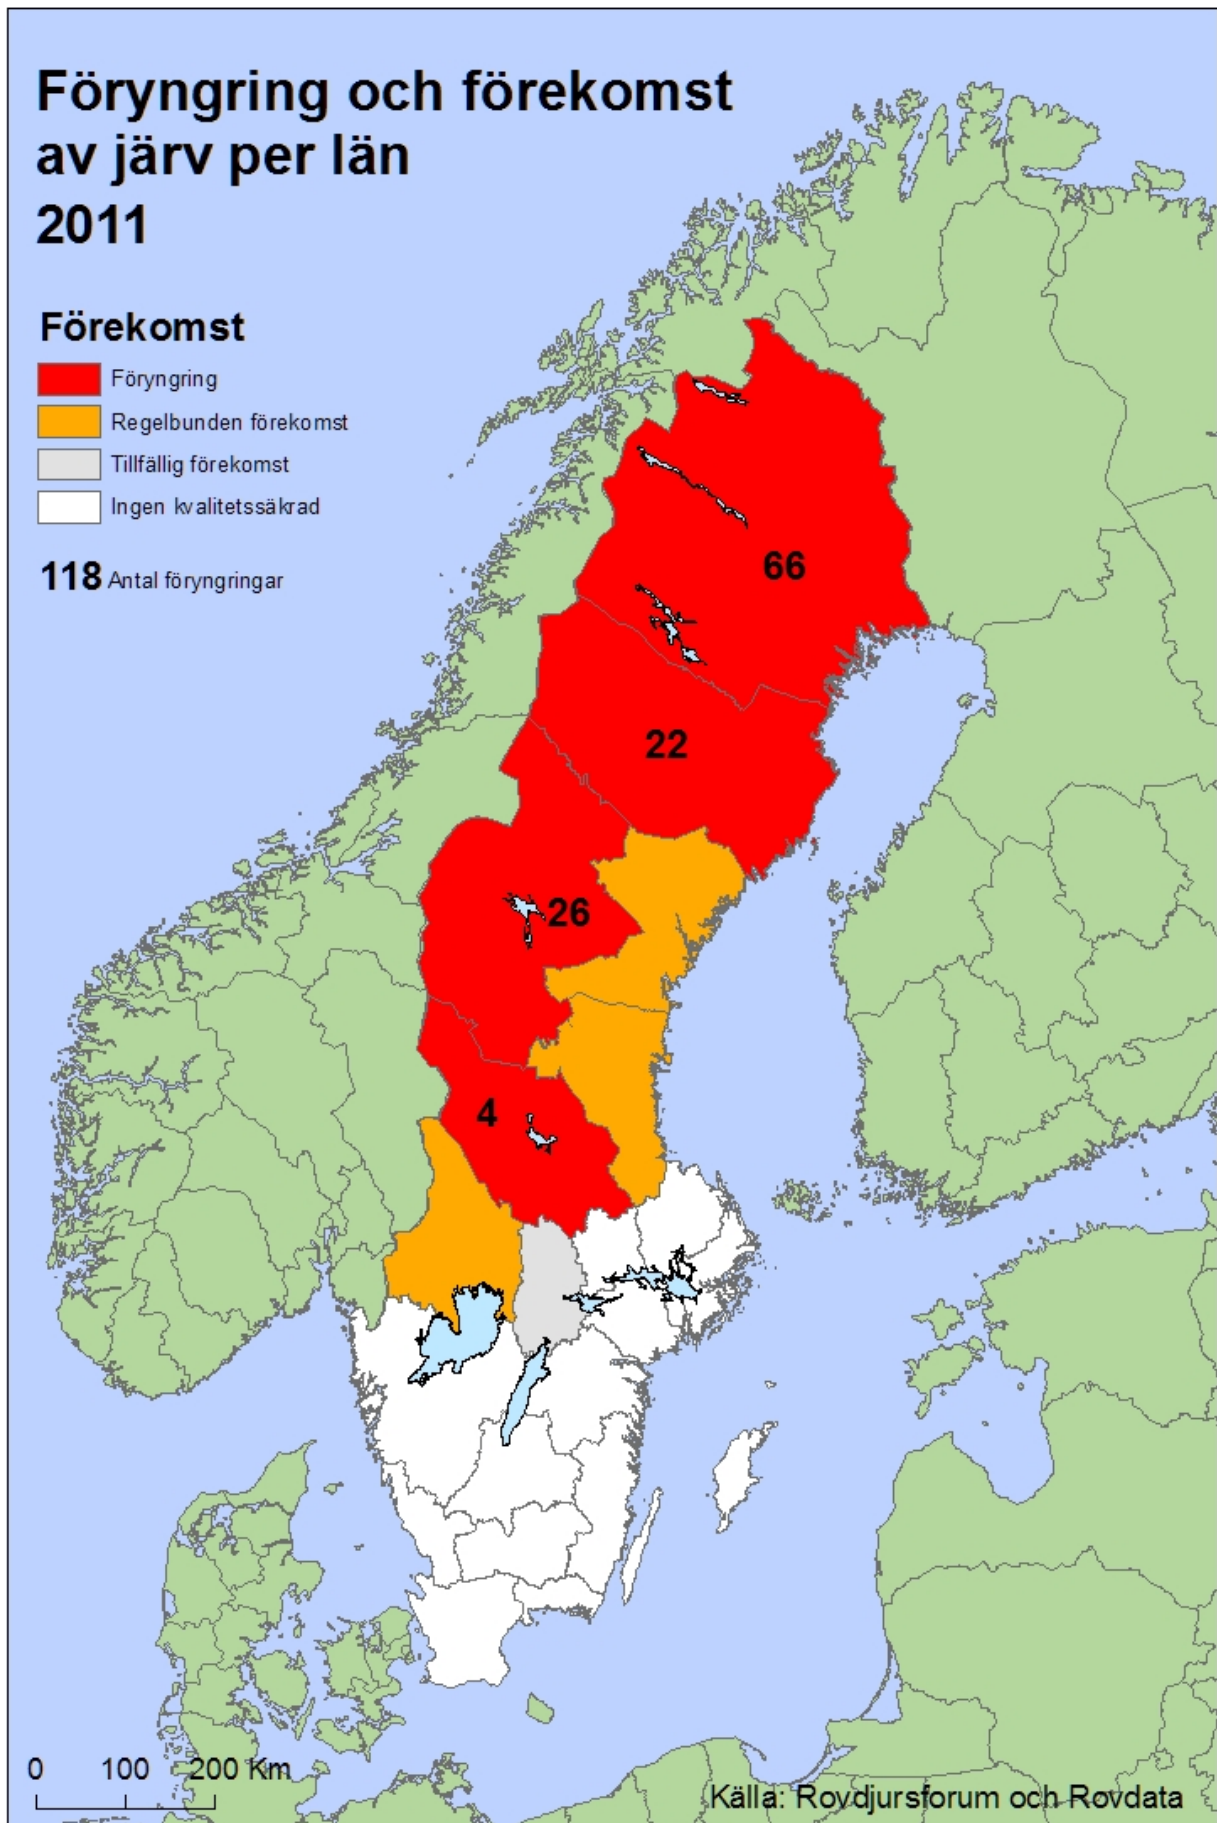 Föryngring och förekomst
av järv per län
2011
Förekomst
Föryngring
Regelbunden förekomst
Tillfällig förekomst
Ingen kvalitetssäkrad
118 Antal föryngringar
66
22
26
4
0 100 200 Km
Källa: Rovdjursforum och Rovdata